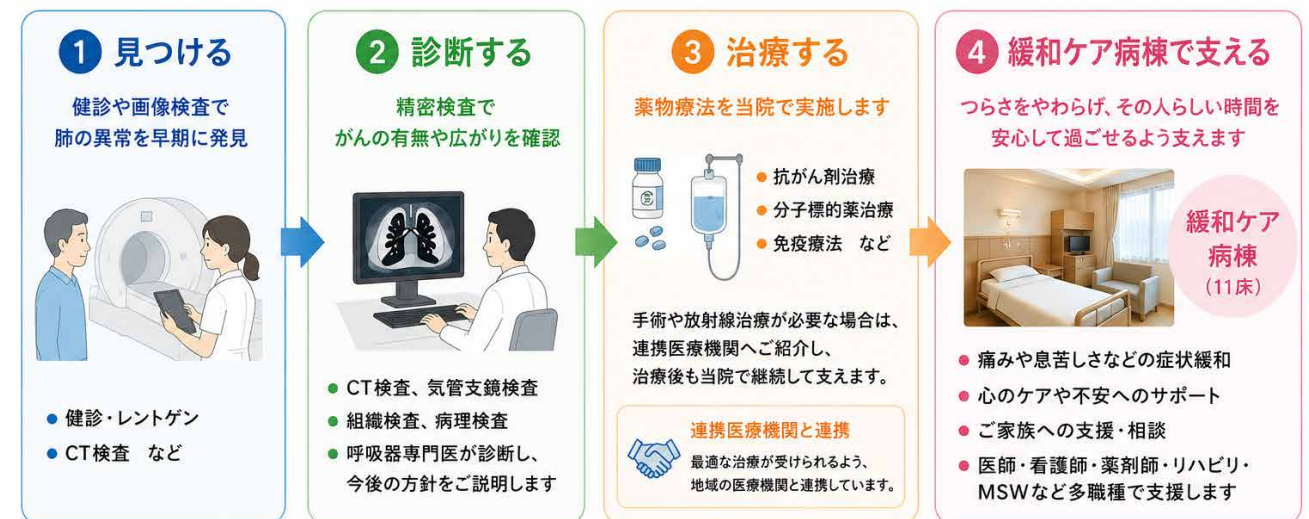 1 見つける
健診や画像検査で
肺の異常を早期に発見
● 健診・レントゲン
● CT検査 など
2 診断する
精密検査で
がんの有無や広がりを確認
● CT検査、気管支鏡検査
● 組織検査、病理検査
● 呼吸器専門医が診断し、
今後の方針をご説明します
3 治療する
薬物療法を当院で実施します
● 抗がん剤治療
● 分子標的薬治療
● 免疫療法 など
手術や放射線治療が必要な場合は、
連携医療機関へご紹介し、
治療後も当院で継続して支えます。
連携医療機関と連携
最適な治療が受けられるよう、
地域の医療機関と連携しています。
4 緩和ケア病棟で支える
つらさをやわらげ、その人らしい時間を
安心して過ごせるよう支えます
緩和ケア
病棟
(11床)
● 痛みや息苦しさなどの症状緩和
● 心のケアや不安へのサポート
● ご家族への支援・相談
● 医師・看護師・薬剤師・リハビリ・
MSWなど多職種で支援します